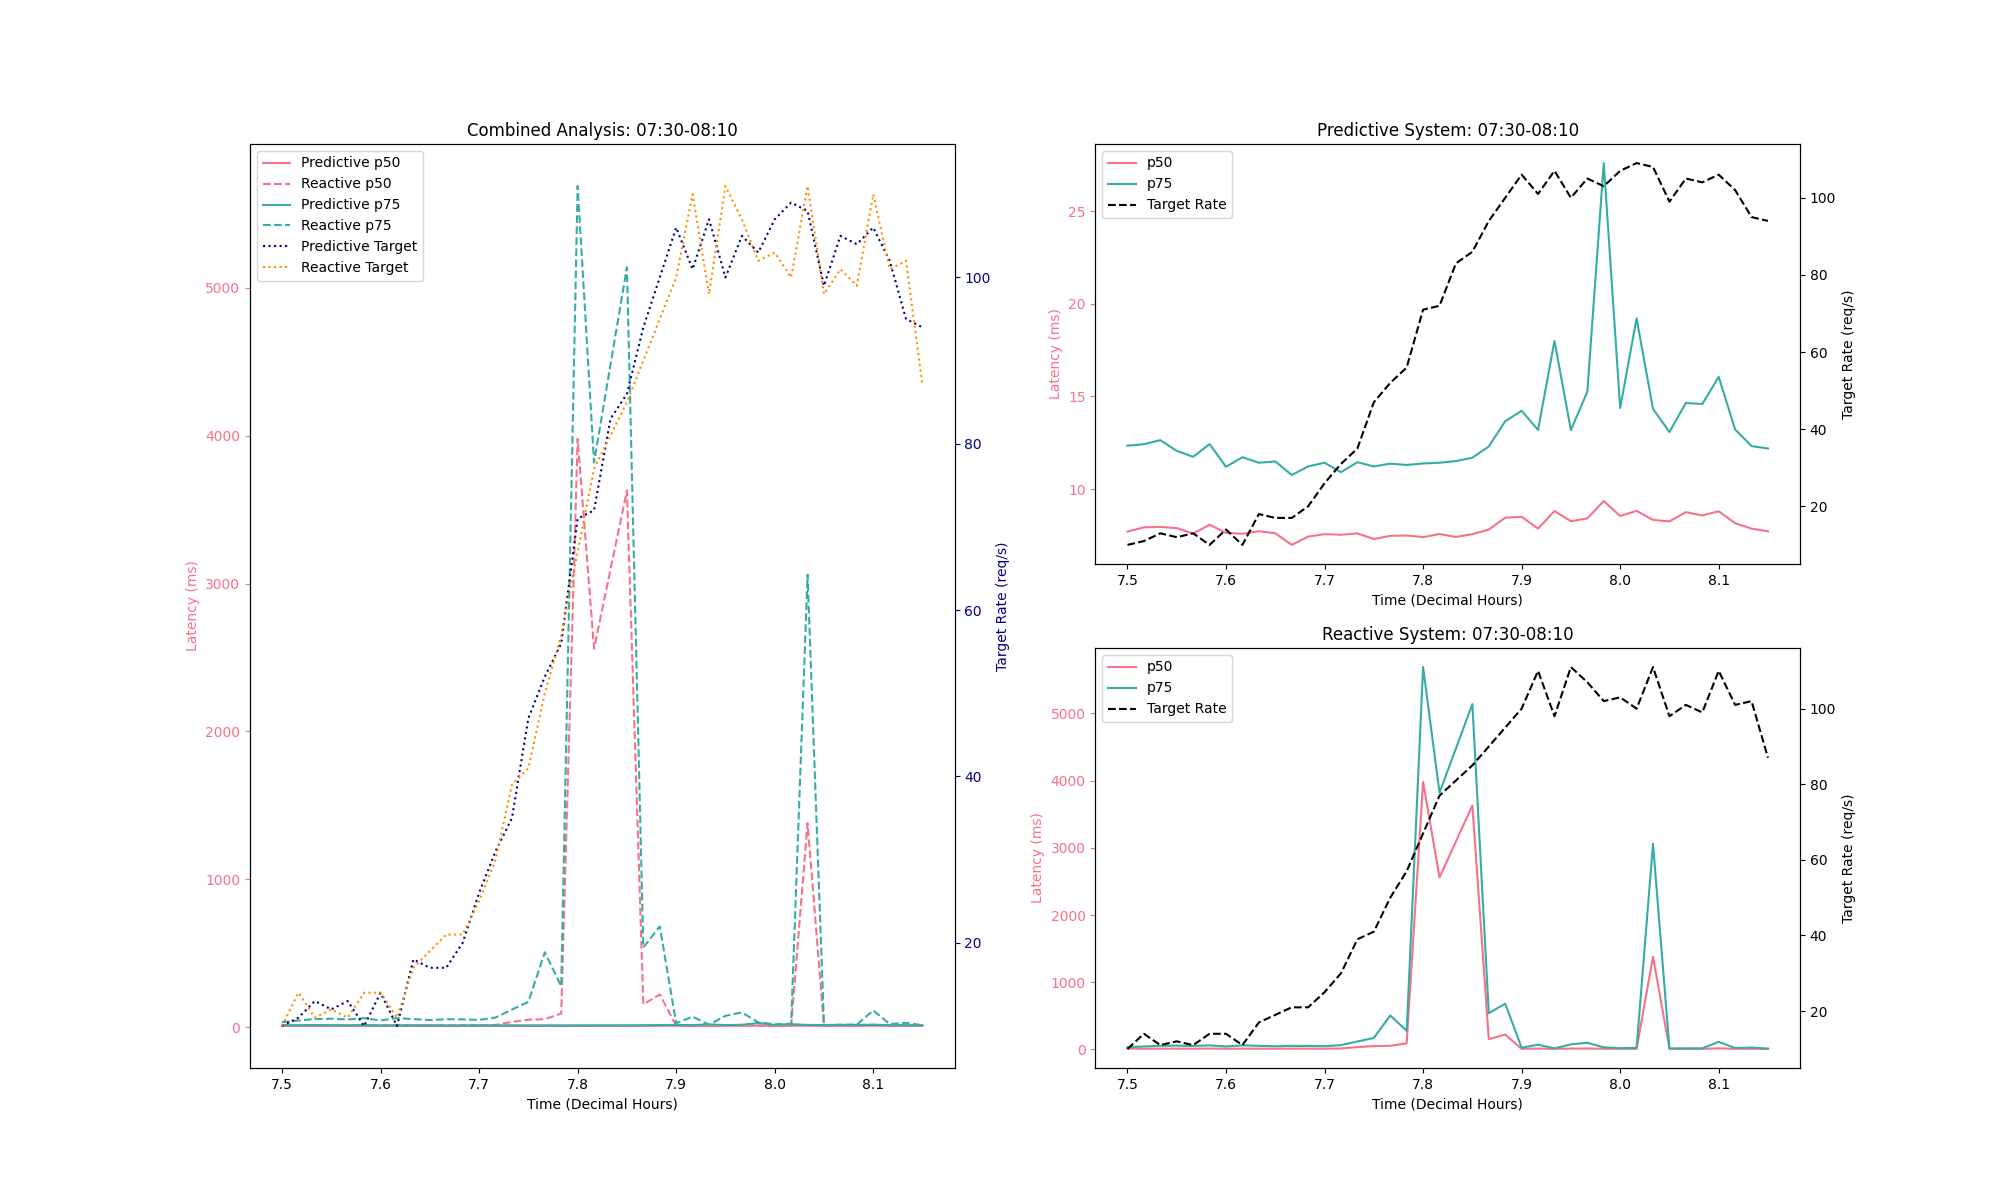 Combined Analysis: 07:30-08:10
Predictive p50
Reactive p50
Predictive p75
Reactive p75
Predictive Target
Reactive Target
Latency (ms)
5000
4000
3000
2000
1000
0
100
80
60
40
20
Target Rate (req/s)
7.5 7.6 7.7 7.8 7.9 8.0 8.1
Time (Decimal Hours)
Predictive System: 07:30-08:10
p50
p75
Target Rate
Latency (ms)
25
20
15
10
100
80
60
40
20
Target Rate (req/s)
7.5 7.6 7.7 7.8 7.9 8.0 8.1
Time (Decimal Hours)
Reactive System: 07:30-08:10
p50
p75
Target Rate
Latency (ms)
5000
4000
3000
2000
1000
0
100
80
60
40
20
Target Rate (req/s)
7.5 7.6 7.7 7.8 7.9 8.0 8.1
Time (Decimal Hours)